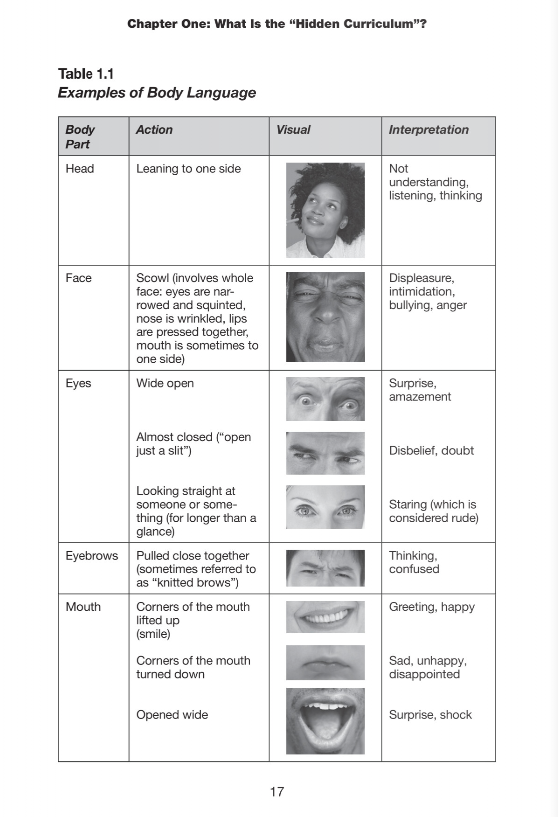 Chapter One: What Is the “Hidden Curriculum”?
Table 1.1
Examples of Body Language
Body
Part
Action
Visual
Interpretation
Head
Leaning to one side
Not
understanding,
listening, thinking
Face
Scowl (involves whole
face: eyes are nar-
rowed and squinted,
nose is wrinkled, lips
are pressed together,
mouth is sometimes to
one side)
Displeasure,
intimidation,
bullying, anger
Eyes
Wide open
Surprise,
amazement
Almost closed (“open
just a slit”)
Disbelief, doubt
Looking straight at
someone or some-
thing (for longer than a
glance)
Staring (which is
considered rude)
Eyebrows
Pulled close together
(sometimes referred to
as “knitted brows”)
Thinking,
confused
Mouth
Corners of the mouth
lifted up
(smile)
Greeting, happy
Corners of the mouth
turned down
Sad, unhappy,
disappointed
Opened wide
Surprise, shock
17